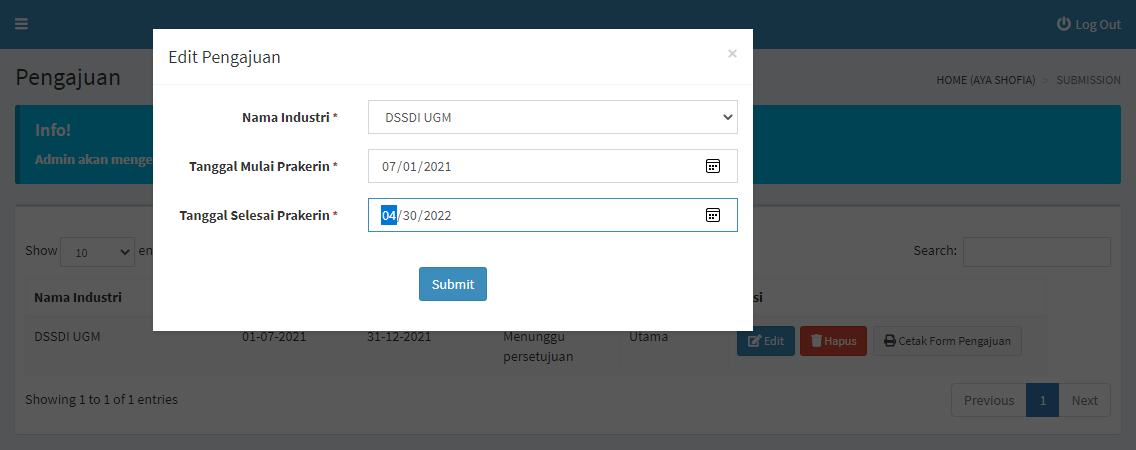 Log Out
Edit Pengajuan ×
Pengajuan
HOME (AYA SHOFIA) > SUBMISSION
Nama Industri * DSSDI UGM
Info!
Admin akan menge
Tanggal Mulai Prakerin * 07/01/2021
Tanggal Selesai Prakerin * 04/30/2022
Show 10 en
Search:
Submit
Nama Industri si
DSSDI UGM 01-07-2021 31-12-2021 Menunggu persetujuan Utama Edit Hapus Cetak Form Pengajuan
Showing 1 to 1 of 1 entries
Previous 1 Next